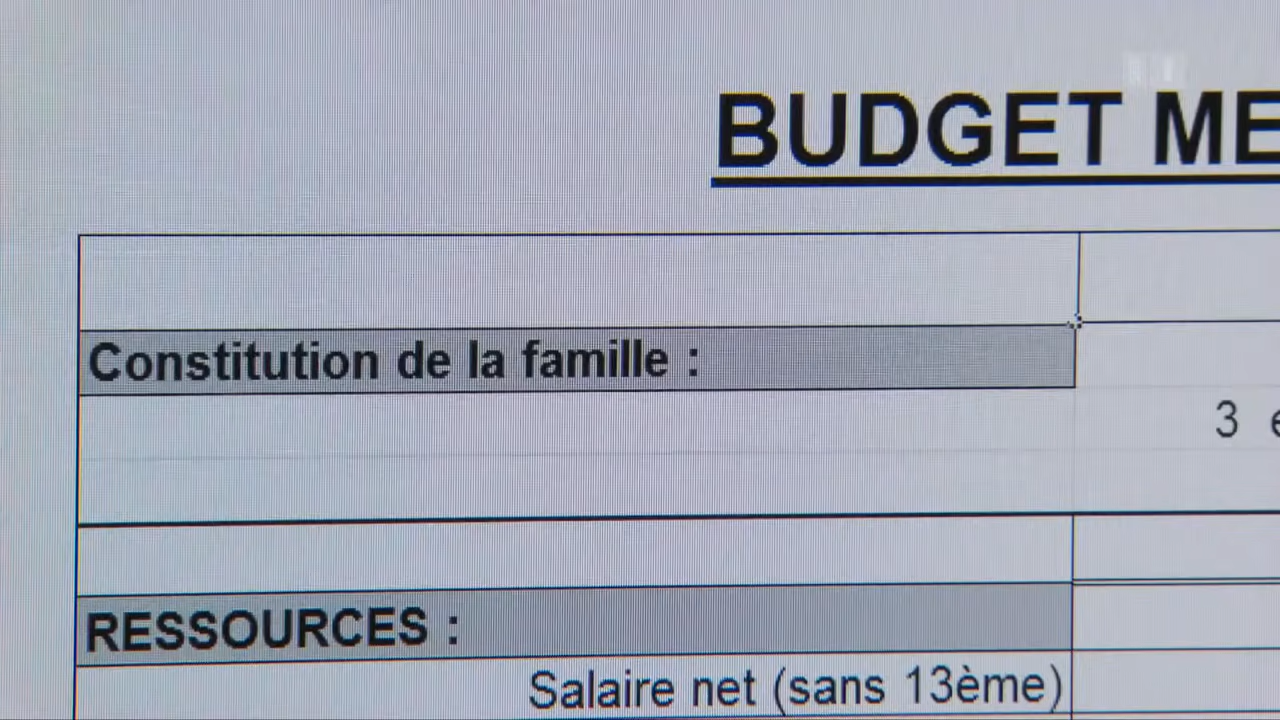 BUDGET ME
Constitution de la famille :
3
RESSOURCES :
Salaire net (sans 13ème)